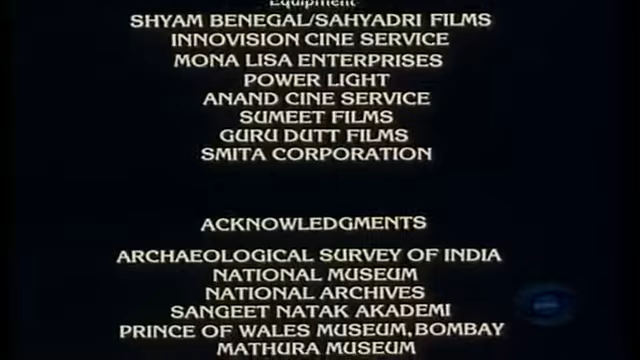 Equipment
SHYAM BENEGAL/SAHYADRI FILMS
INNOVISION CINE SERVICE
MONA LISA ENTERPRISES
POWER LIGHT
ANAND CINE SERVICE
SUMEET FILMS
GURU DUTT FILMS
SMITA CORPORATION
ACKNOWLEDGMENTS
ARCHAEOLOGICAL SURVEY OF INDIA
NATIONAL MUSEUM
NATIONAL ARCHIVES
SANGEET NATAK AKADEMI
PRINCE OF WALES MUSEUM, BOMBAY
MATHURA MUSEUM